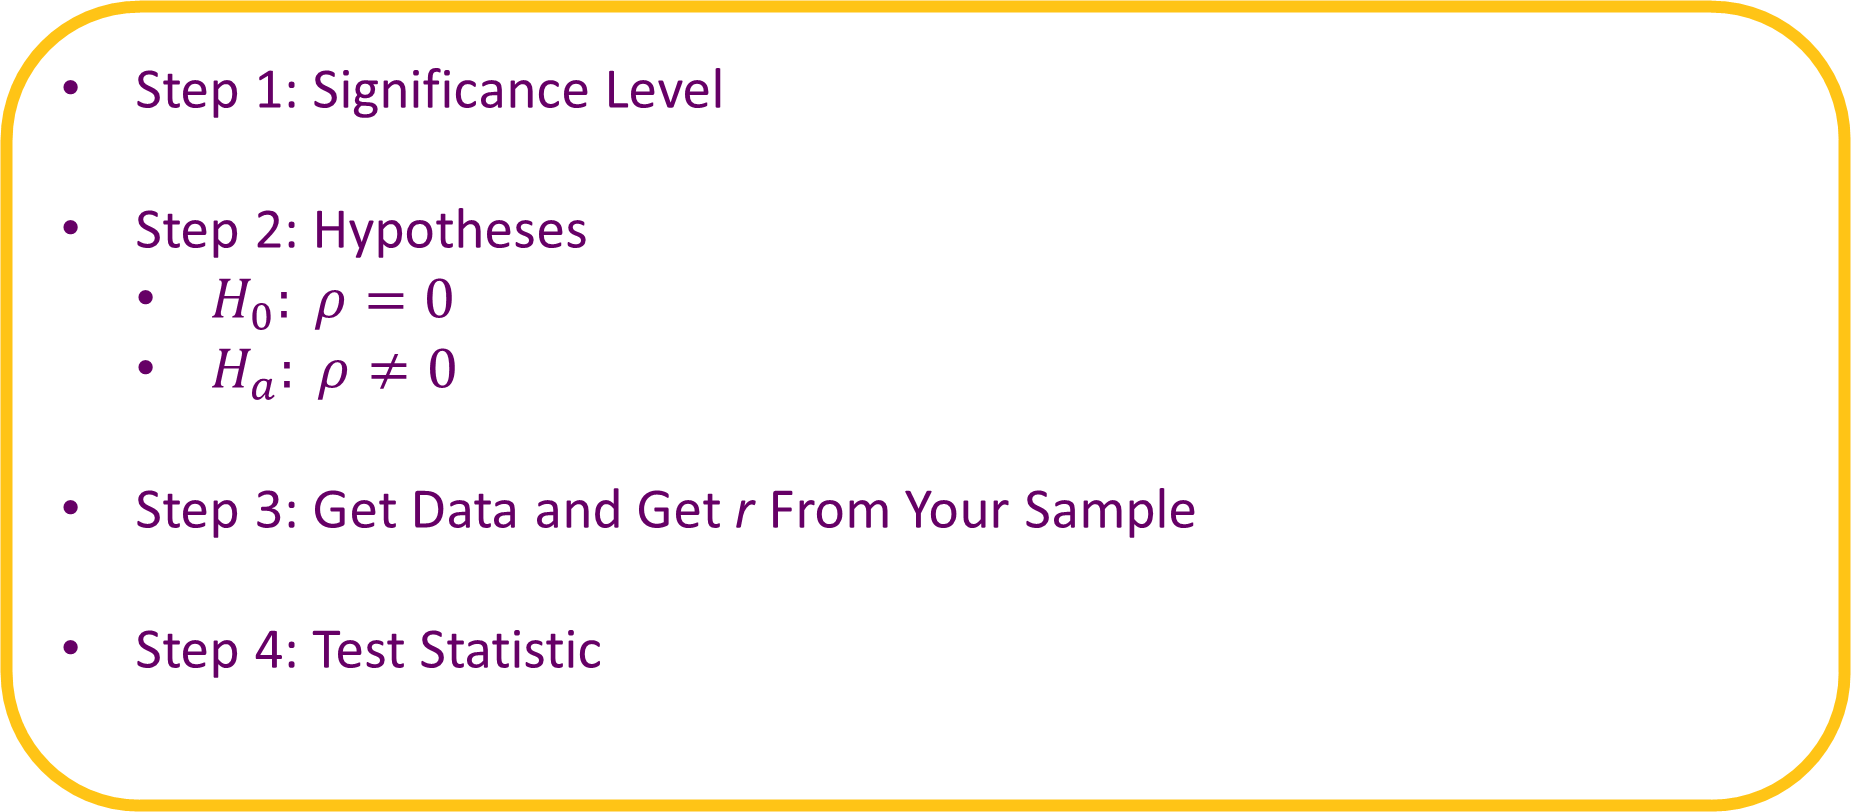 • Step 1: Significance Level
• Step 2: Hypotheses
• H₀: ρ = 0
• Hₐ: ρ ≠ 0
• Step 3: Get Data and Get r From Your Sample
• Step 4: Test Statistic